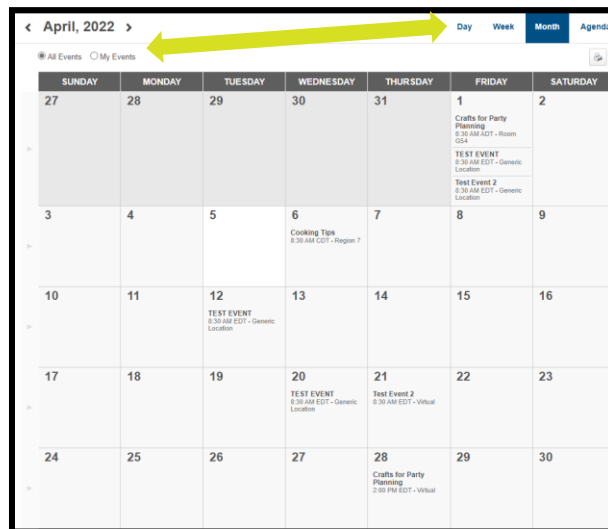 ‹ April, 2022 ›
Day Week Month Agenda
All Events My Events
SUNDAY MONDAY TUESDAY WEDNESDAY THURSDAY FRIDAY SATURDAY
27 28 29 30 31 1 2
Crafts for Party
Planning
8:30 AM ADT - Room
G54
TEST EVENT
8:30 AM EDT - Generic
Location
Test Event 2
8:30 AM EDT - Generic
Location
3 4 5 6 7 8 9
Cooking Tips
8:30 AM CDT - Region 7
10 11 12 13 14 15 16
TEST EVENT
8:30 AM EDT - Generic
Location
17 18 19 20 21 22 23
TEST EVENT
8:30 AM EDT - Generic
Location
Test Event 2
8:30 AM EDT - Virtual
24 25 26 27 28 29 30
Crafts for Party
Planning
2:00 PM EDT - Virtual